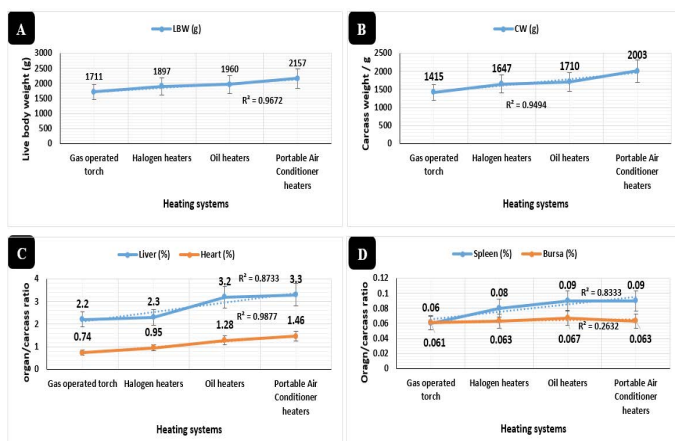 A
LBW (g)
Live body weight (g)
3000
2500
2000
1500
1000
500
0
1711
1897
1960
2157
R² = 0.9672
Gas operated torch
Halogen heaters
Oil heaters
Portable Air Conditioner heaters
Heating systems
B
CW (g)
Carcass weight / g
2500
2000
1500
1000
500
0
1415
1647
1710
2003
R² = 0.9494
Gas operated torch
Halogen heaters
Oil heaters
Portable Air Conditioner heaters
Heating systems
C
Liver (%)
Heart (%)
organ/carcass ratio
4
3
2
1
0
2.2
2.3
3.2
3.3
R² = 0.8733
0.74
0.95
1.28
1.46
R² = 0.9877
Gas operated torch
Halogen heaters
Oil heaters
Portable Air Conditioner heaters
Heating systems
D
Spleen (%)
Bursa (%)
Oragn/carcass ratio
0.12
0.1
0.08
0.06
0.04
0.02
0
0.06
0.08
0.09
0.09
R² = 0.8333
0.061
0.063
0.067
0.063
R² = 0.2632
Gas operated torch
Halogen heaters
Oil heaters
Portable Air Conditioner heaters
Heating systems